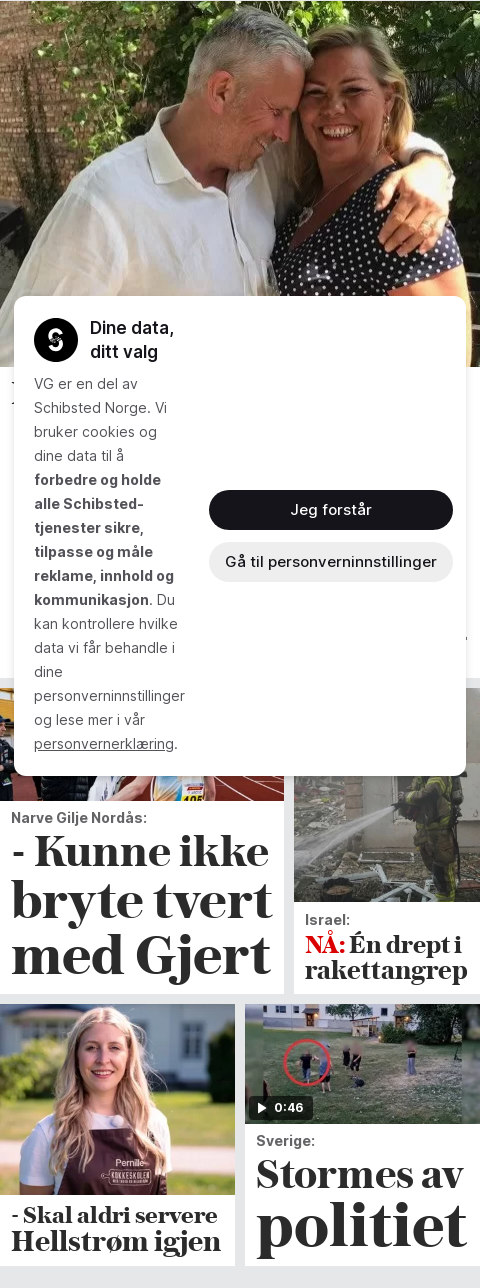 Dine data,
ditt valg
VG er en del av
Schibsted Norge. Vi
bruker cookies og
dine data til å
forbedre og holde
alle Schibsted-
tjenester sikre,
tilpasse og måle
reklame, innhold og
kommunikasjon. Du
kan kontrollere hvilke
data vi får behandle i
dine
personverninnstillinger
og lese mer i vår
personvernerklæring.
Jeg forstår
Gå til personverninnstillinger
Narve Gilje Nordås:
- Kunne ikke
bryte tvert
med Gjert
Israel:
NÅ: Én drept i
rakettangrep
Pernille
KOKKESKOLEN
- Skal aldri servere
Hellstrøm igjen
0:46
Sverige:
Stormes av
politiet